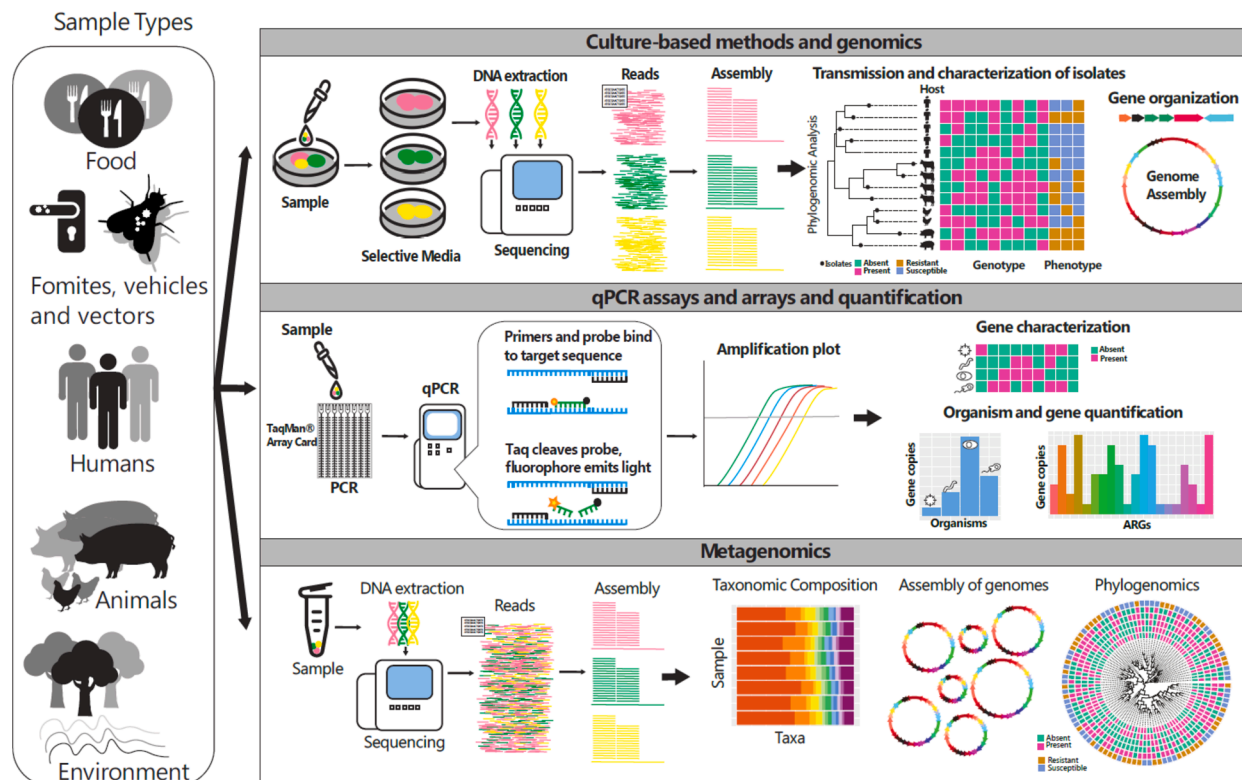 Sample Types
Food
Fomites, vehicles
and vectors
Humans
Animals
Environment
Culture-based methods and genomics
Sample
Selective Media
DNA extraction
Sequencing
Reads
Assembly
Transmission and characterization of isolates
Host
Phylogenomic Analysis
Isolates
Absent
Present
Genotype
Resistant
Susceptible
Phenotype
Gene organization
Genome
Assembly
qPCR assays and arrays and quantification
Sample
TaqMan®
Array Card
PCR
qPCR
Primers and probe bind
to target sequence
Taq cleaves probe,
fluorophore emits light
Amplification plot
Gene characterization
Absent
Present
Organism and gene quantification
Gene copies
Organisms
Gene copies
ARGs
Metagenomics
Sample
DNA extraction
Sequencing
Reads
Assembly
Taxonomic Composition
Sample
Taxa
Assembly of genomes
Phylogenomics
Absent
Present
Resistant
Susceptible